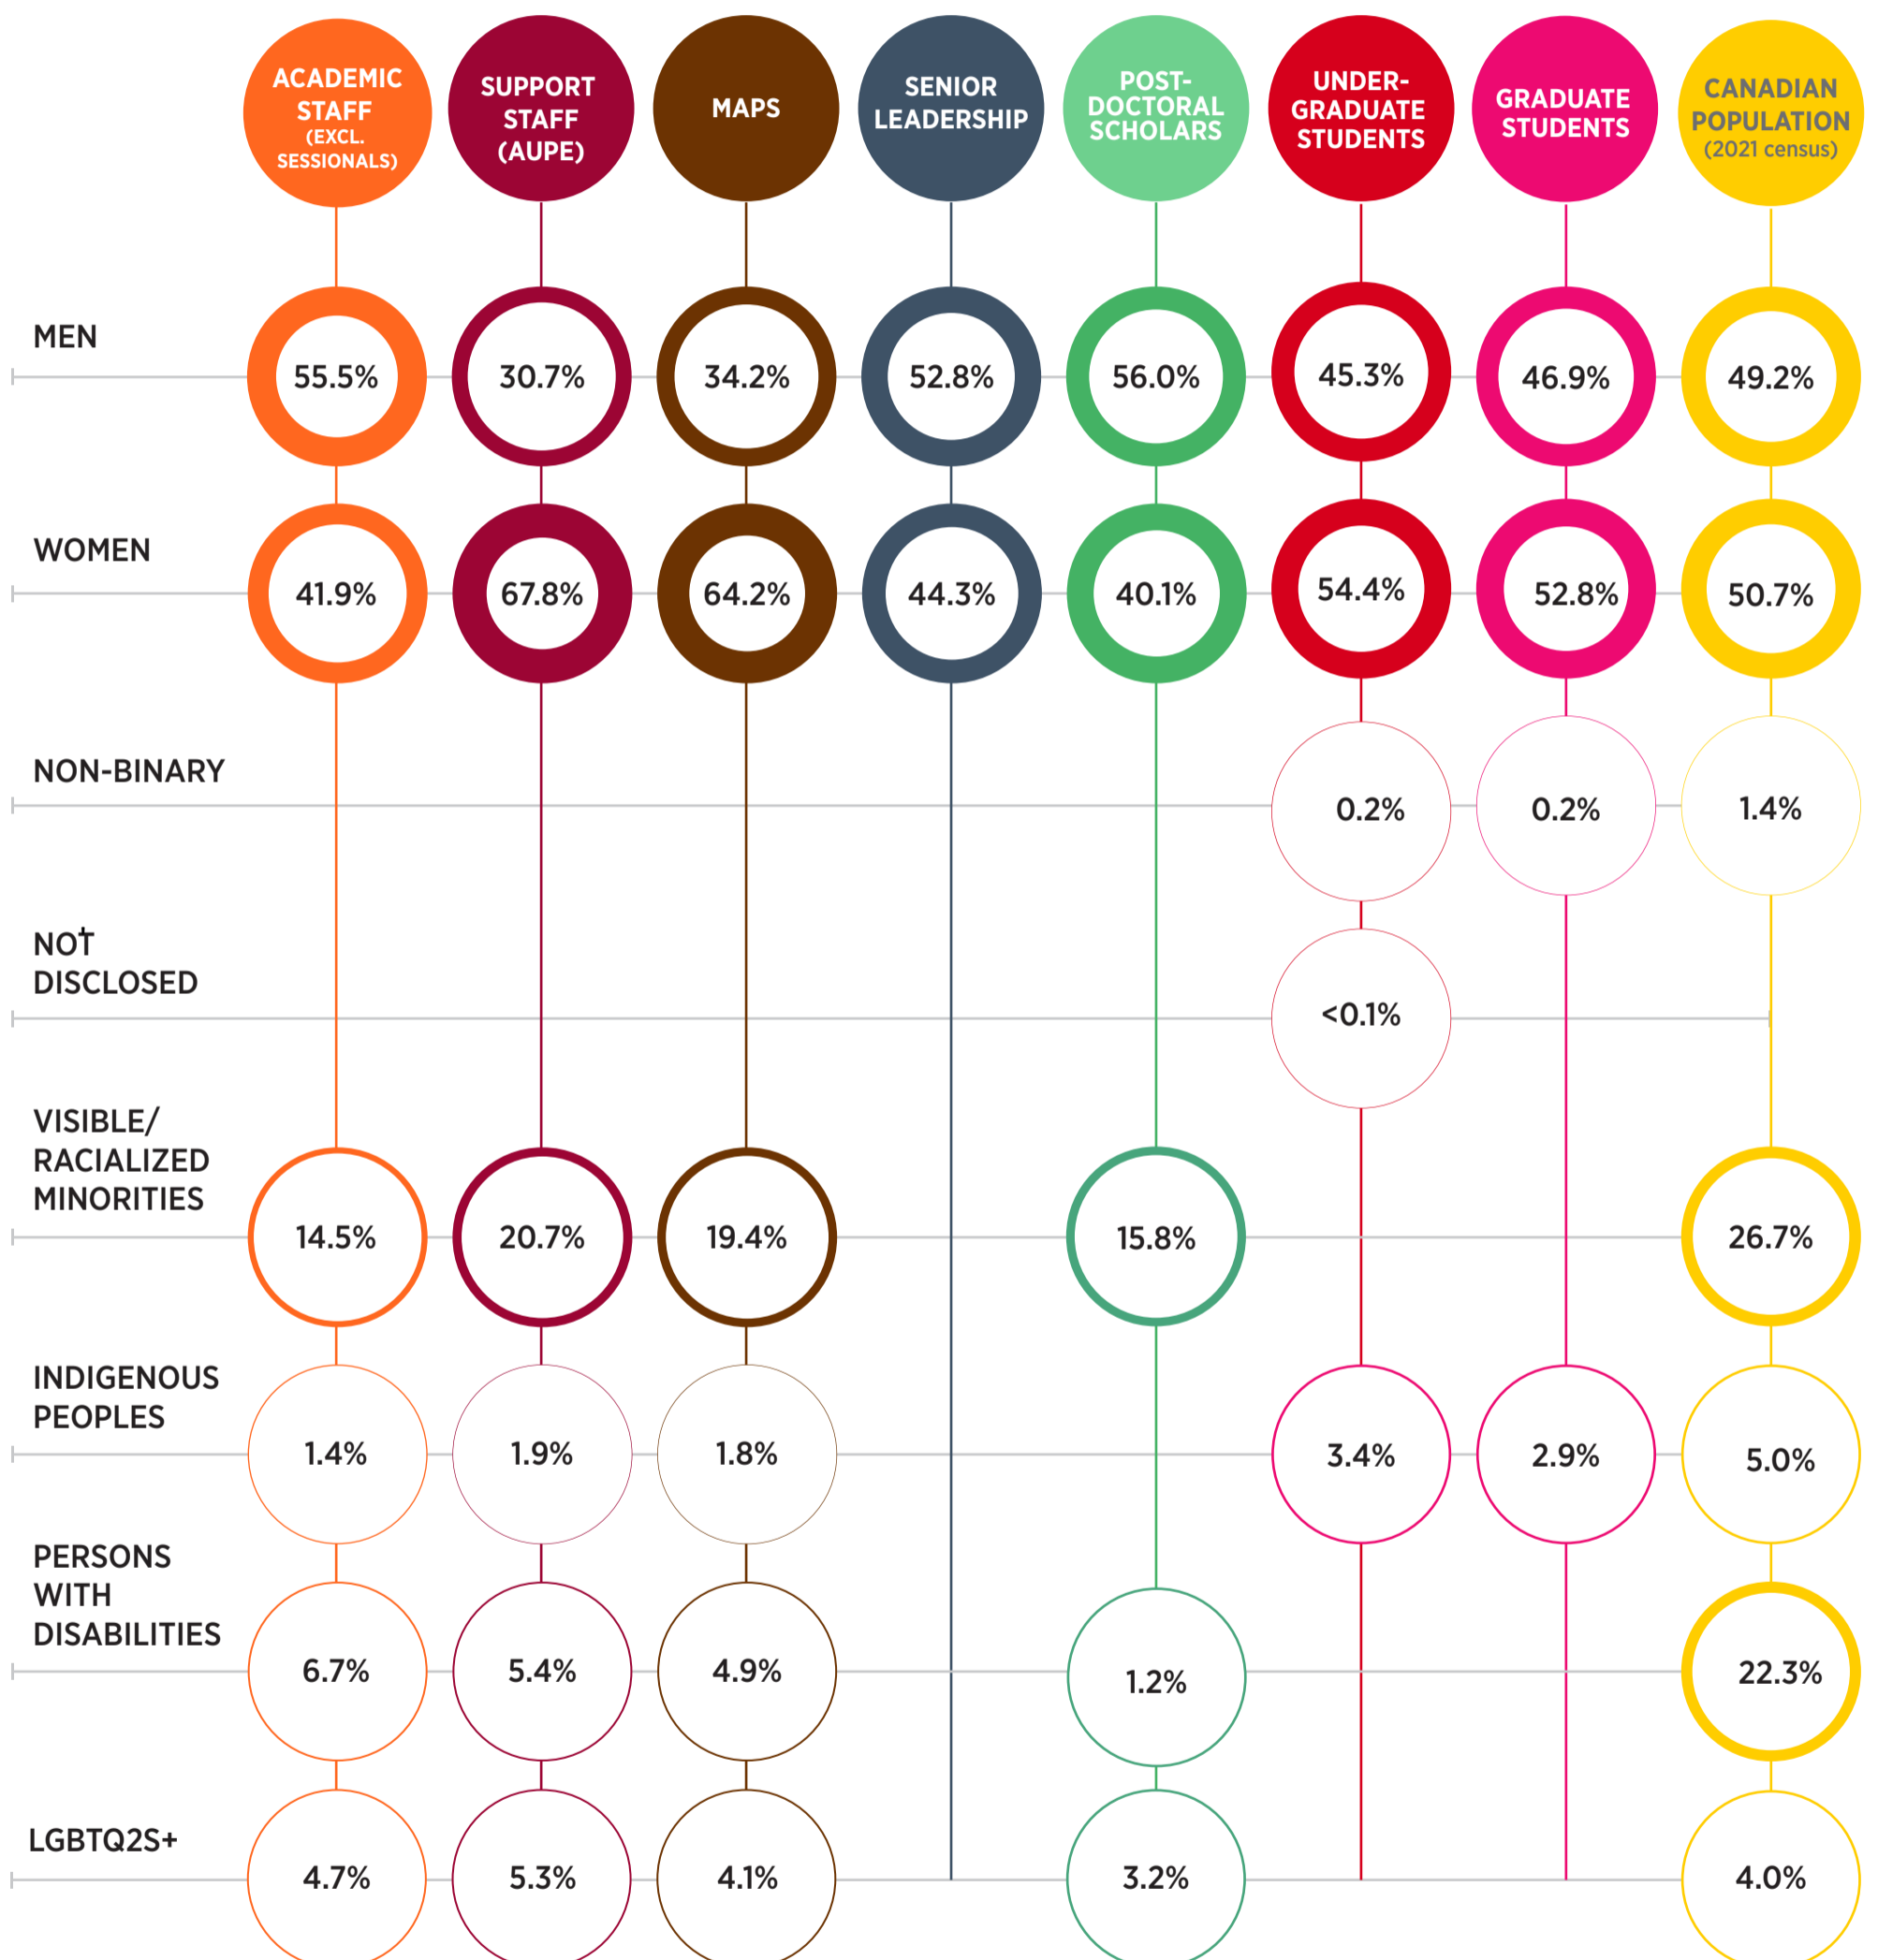 ACADEMIC
STAFF
(EXCL.
SESSIONALS)
SUPPORT
STAFF
(AUPE)
MAPS
SENIOR
LEADERSHIP
POST-
DOCTORAL
SCHOLARS
UNDER-
GRADUATE
STUDENTS
GRADUATE
STUDENTS
CANADIAN
POPULATION
(2021 census)
MEN
55.5% 30.7% 34.2% 52.8% 56.0% 45.3% 46.9% 49.2%
WOMEN
41.9% 67.8% 64.2% 44.3% 40.1% 54.4% 52.8% 50.7%
NON-BINARY
0.2% 0.2% 1.4%
NOT
DISCLOSED
<0.1%
VISIBLE/
RACIALIZED
MINORITIES
14.5% 20.7% 19.4% 15.8% 26.7%
INDIGENOUS
PEOPLES
1.4% 1.9% 1.8% 3.4% 2.9% 5.0%
PERSONS
WITH
DISABILITIES
6.7% 5.4% 4.9% 1.2% 22.3%
LGBTQ2S+
4.7% 5.3% 4.1% 3.2% 4.0%